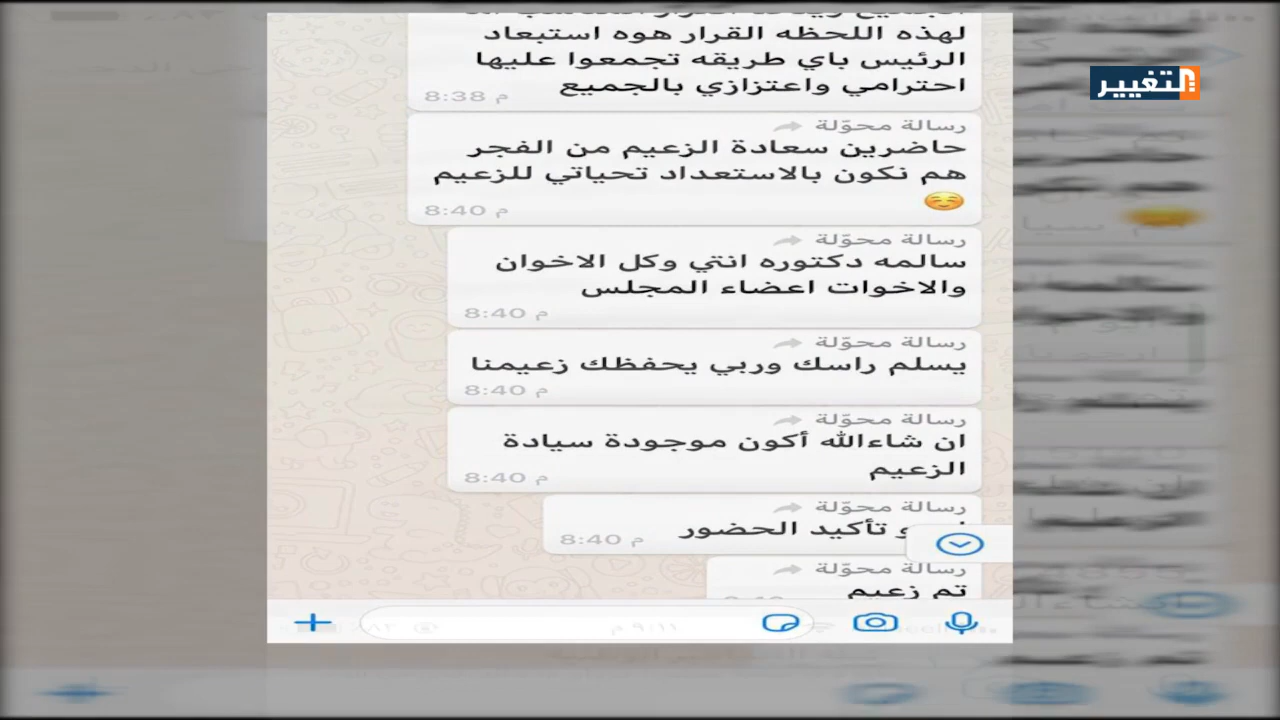 لهذه اللحظه القرار هوه استبعاد
الرئيس باي طريقه تجمعوا عليها
احترامي واعتزازي بالجميع
8:38 م
التغيير
رسالة محوّلة
حاضرين سعادة الزعيم من الفجر
هم نكون بالاستعداد تحياتي للزعيم
☺️
8:40 م
رسالة محوّلة
سالمه دكتوره انتي وكل الاخوان
والاخوات اعضاء المجلس
8:40 م
رسالة محوّلة
يسلم راسك وربي يحفظك زعيمنا
8:40 م
رسالة محوّلة
ان شاءالله أكون موجودة سيادة
الزعيم
8:40 م
رسالة محوّلة
تأكيد الحضور
8:40 م
رسالة محوّلة
تم زعيم